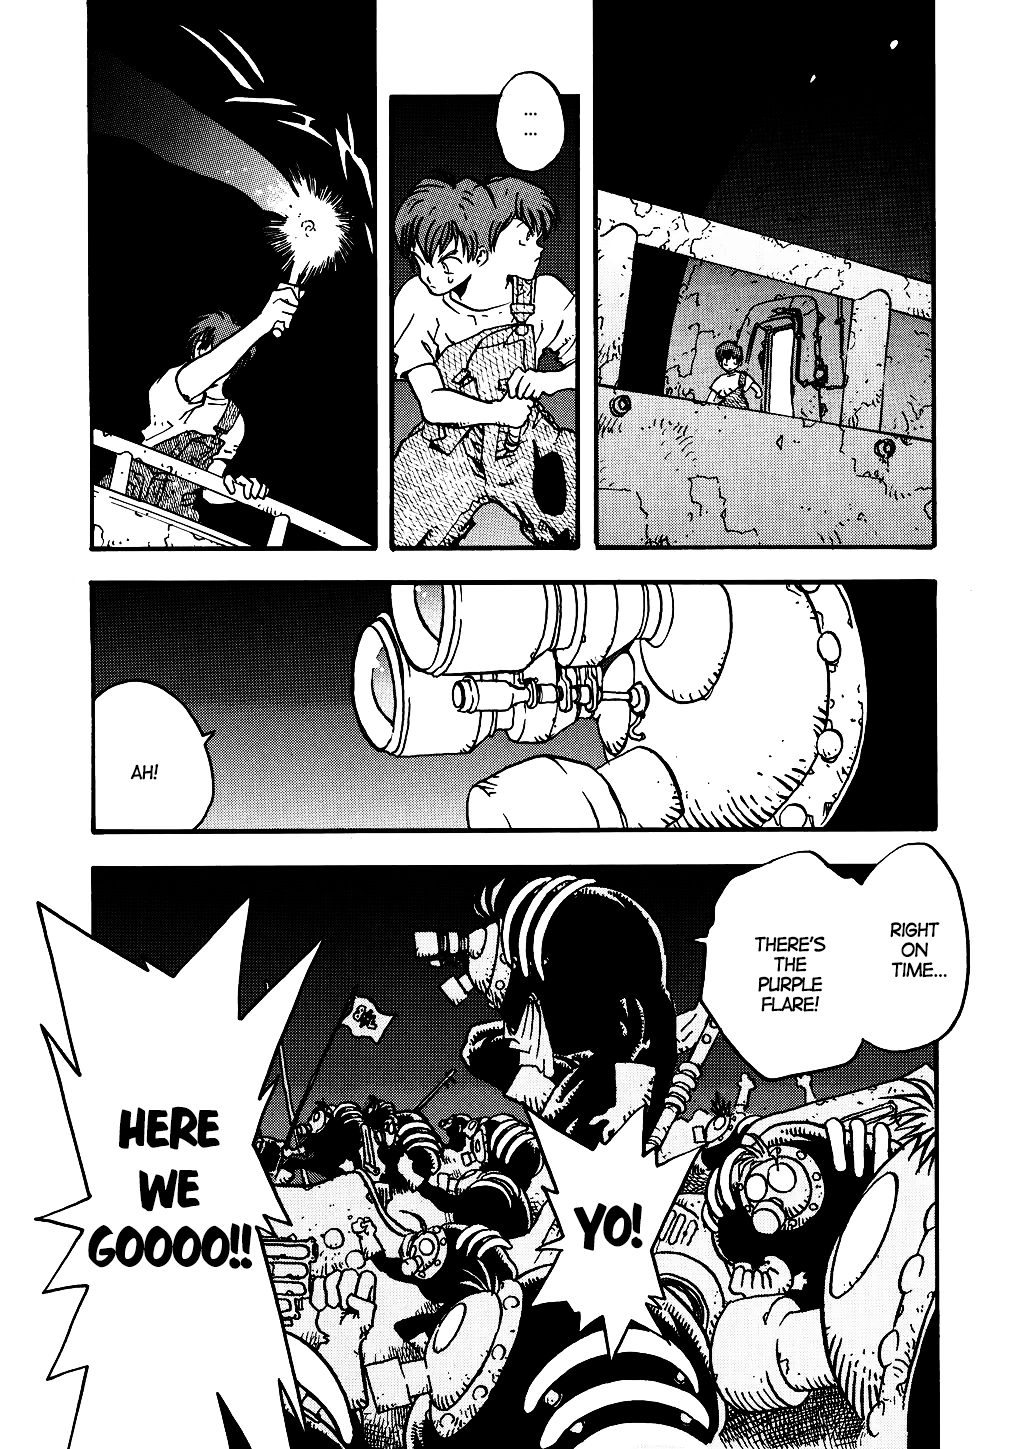 ...
...
AH!
RIGHT
ON
TIME...
THERE'S
THE
PURPLE
FLARE!
YO!
HERE
WE
GOOOO!!